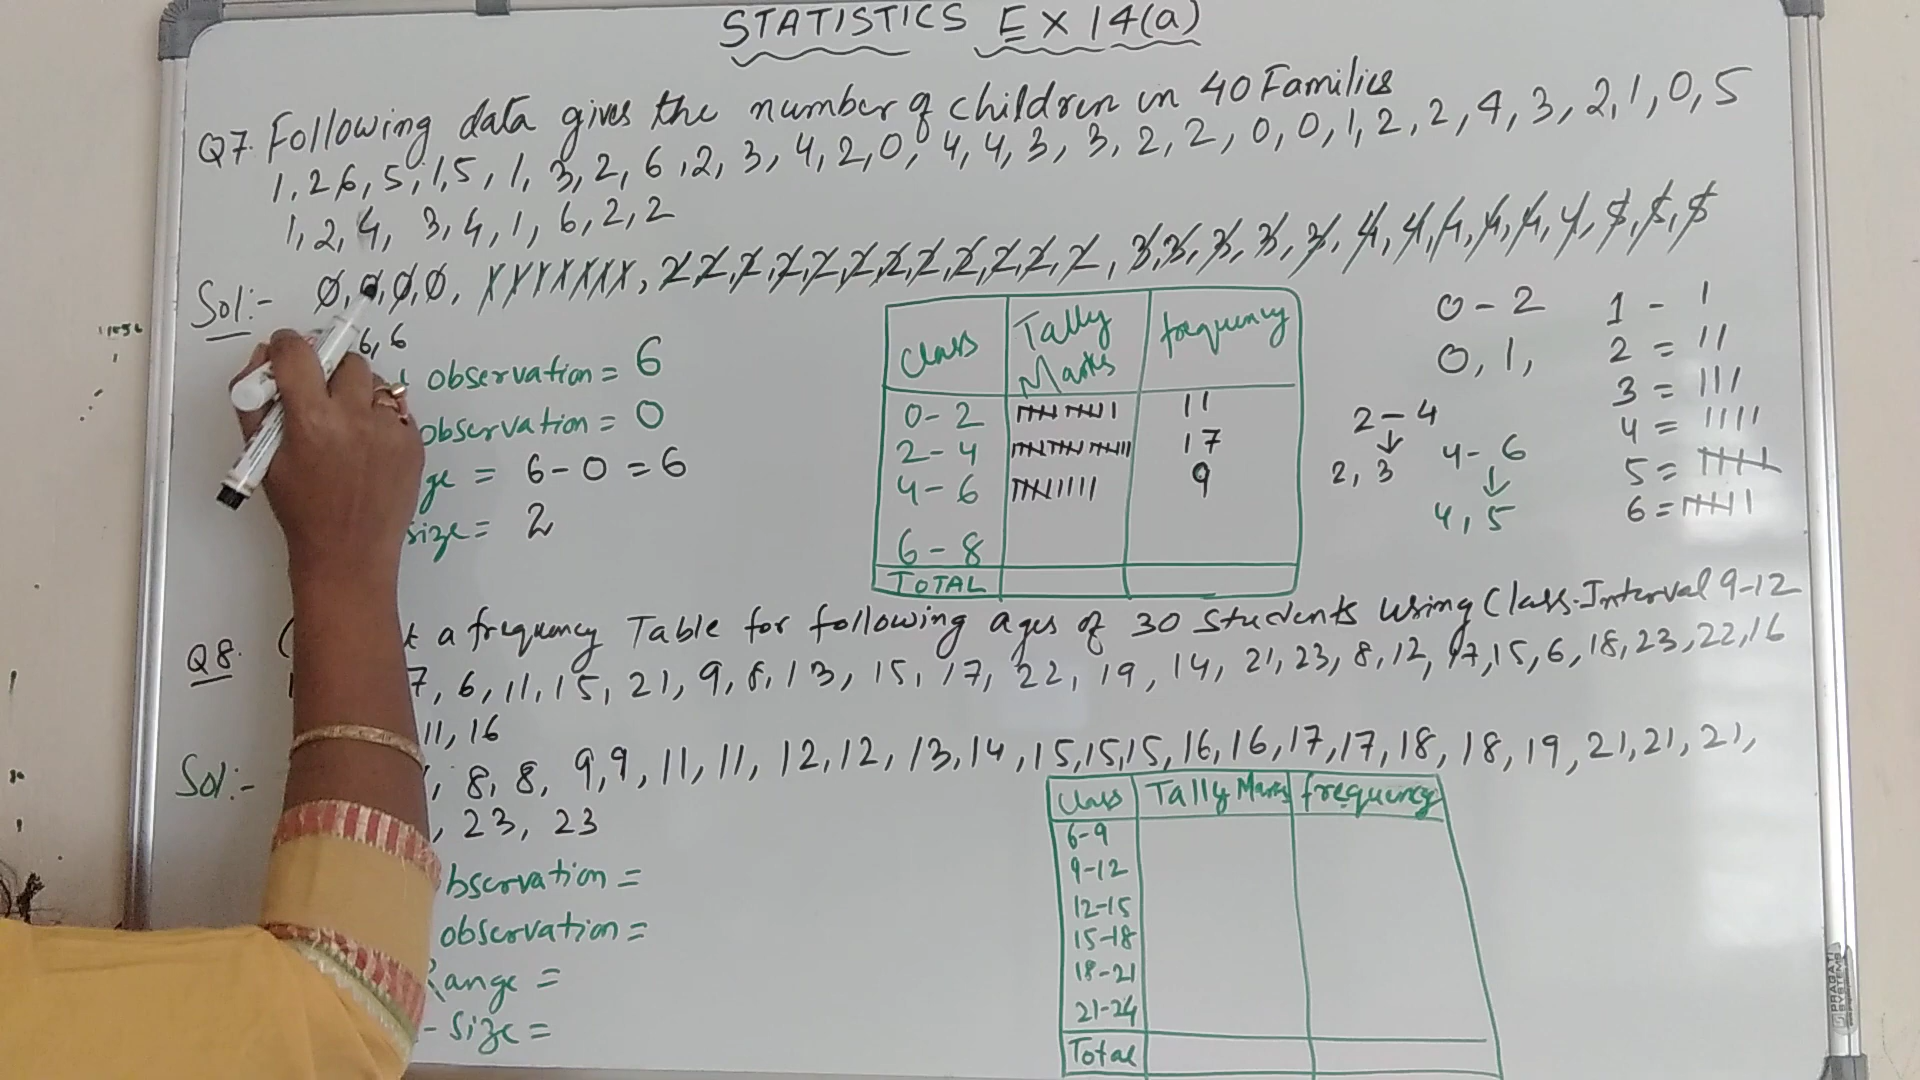 STATISTICS EX 14(a)
Q7. Following data gives the number of children in 40 Families
1, 2 6, 5, 1, 5, 1, 3, 2, 6, 2, 3, 4, 2, 0, 4, 4, 3, 3, 2, 2, 0, 0, 1, 2, 2, 4, 3, 2, 1, 0, 5
1, 2, 4, 3, 4, 1, 6, 2, 2
Sol:- 0, 0, 0, 0, 1 1 1 1 1 1 1, 2 2, 2, 2, 2, 2, 2, 2, 2, 2, 2, 2, 3, 3, 3, 3, 3, 4, 4, 4, 4, 4, 4, 5, 5, 5
6, 6
observation = 6
observation = 0
ge = 6-0 = 6
size = 2
Class Tally Marks frequency
0-2 11
2-4 17
4-6 9
6-8
TOTAL
0-2
0, 1,
2-4
2, 3
4-6
4, 5
1 - |
2 = ||
3 = |||
4 = ||||
5 =
6 =
Q8. a frequency Table for following ages of 30 students using Class-Interval 9-12
7, 6, 11, 15, 21, 9, 8, 13, 15, 17, 22, 19, 14, 21, 23, 8, 12, 17, 15, 6, 18, 23, 22, 16
11, 16
Sol:- , 8, 8, 9, 9, 11, 11, 12, 12, 13, 14, 15, 15, 15, 16, 16, 17, 17, 18, 18, 19, 21, 21, 21,
, 23, 23
bservation =
observation =
Range =
- Size =
Class Tally Marks frequency
6-9
9-12
12-15
15-18
18-21
21-24
Total
PRAGATI SYSTEMS